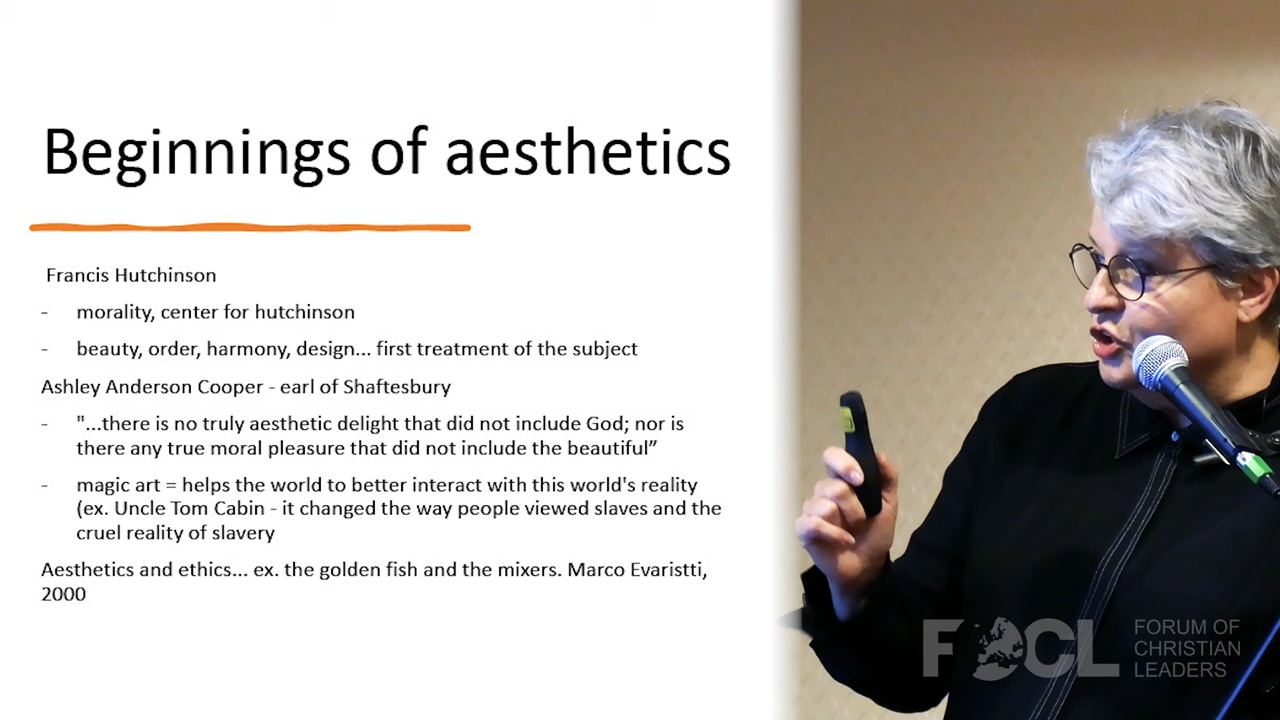 Beginnings of aesthetics
Francis Hutchinson
- morality, center for hutchinson
- beauty, order, harmony, design... first treatment of the subject
Ashley Anderson Cooper - earl of Shaftesbury
- "...there is no truly aesthetic delight that did not include God; nor is
there any true moral pleasure that did not include the beautiful”
- magic art = helps the world to better interact with this world's reality
(ex. Uncle Tom Cabin - it changed the way people viewed slaves and the
cruel reality of slavery
Aesthetics and ethics... ex. the golden fish and the mixers. Marco Evaristti,
2000
FOCL
FORUM OF
CHRISTIAN
LEADERS